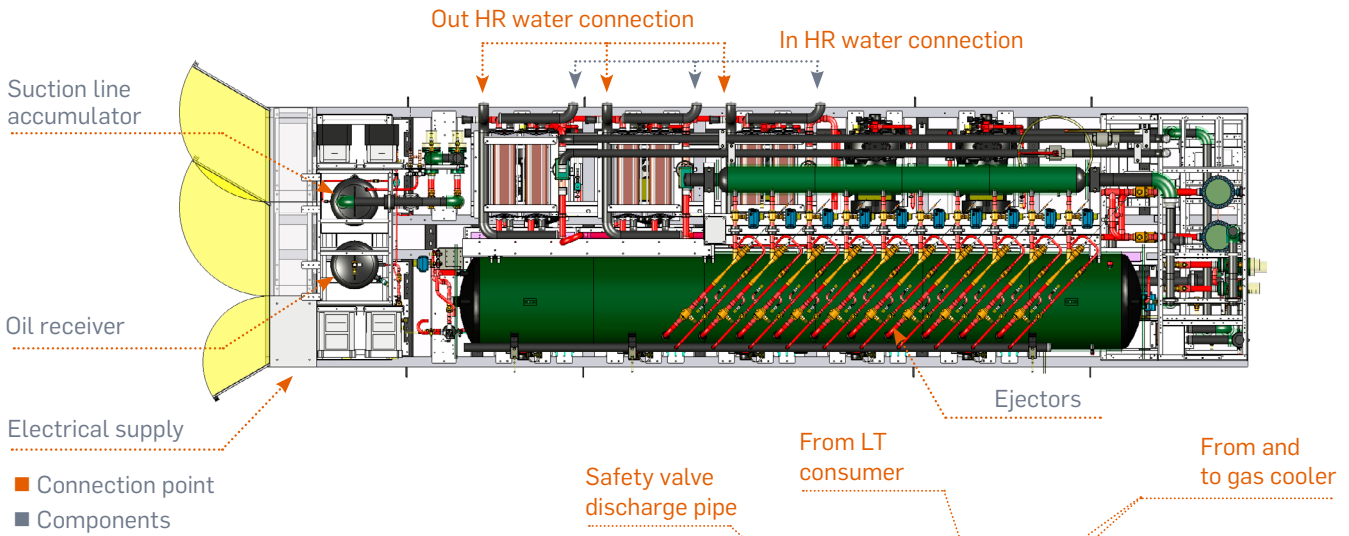 Out HR water connection
In HR water connection
Suction line
accumulator
Oil receiver
Ejectors
Electrical supply
From LT
consumer
From and
to gas cooler
Safety valve
discharge pipe
Connection point
Components